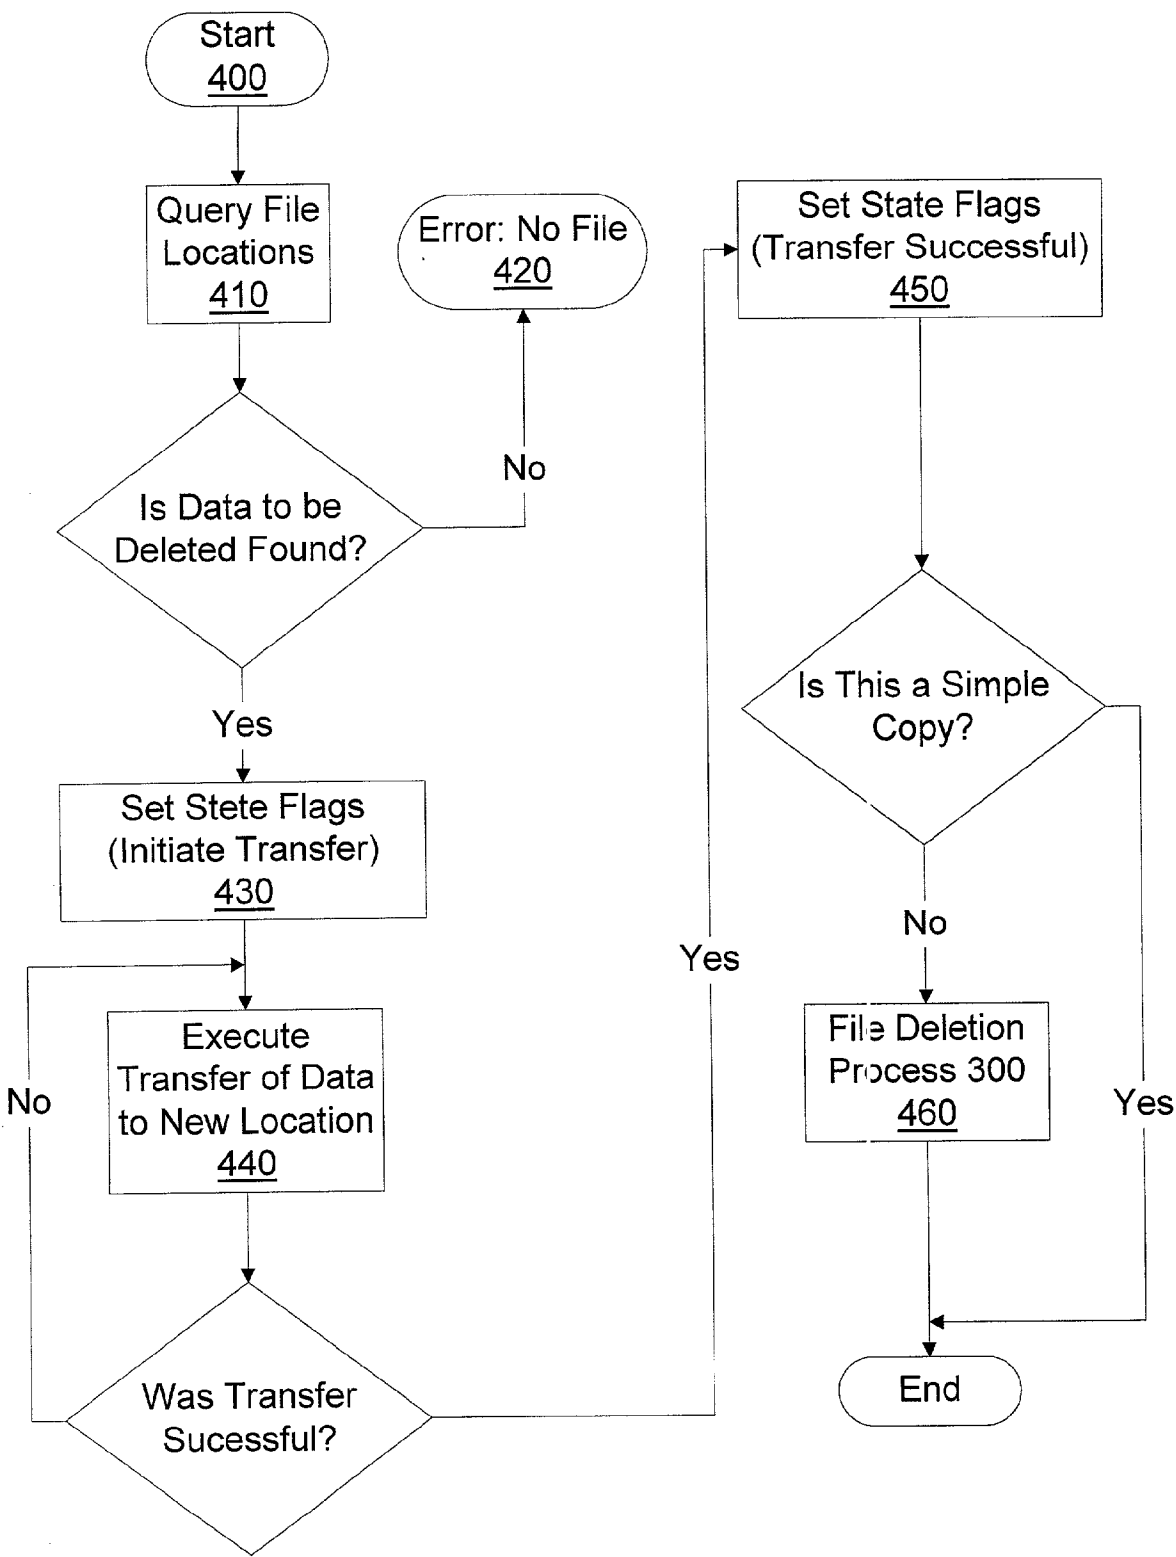 Start
400
Query File
Locations
410
Error: No File
420
Is Data to be
Deleted Found?
No
Yes
Set Stete Flags
(Initiate Transfer)
430
Execute
Transfer of Data
to New Location
440
No
Was Transfer
Sucessful?
Yes
Set State Flags
(Transfer Successful)
450
Is This a Simple
Copy?
No
Yes
File Deletion
Process 300
460
End